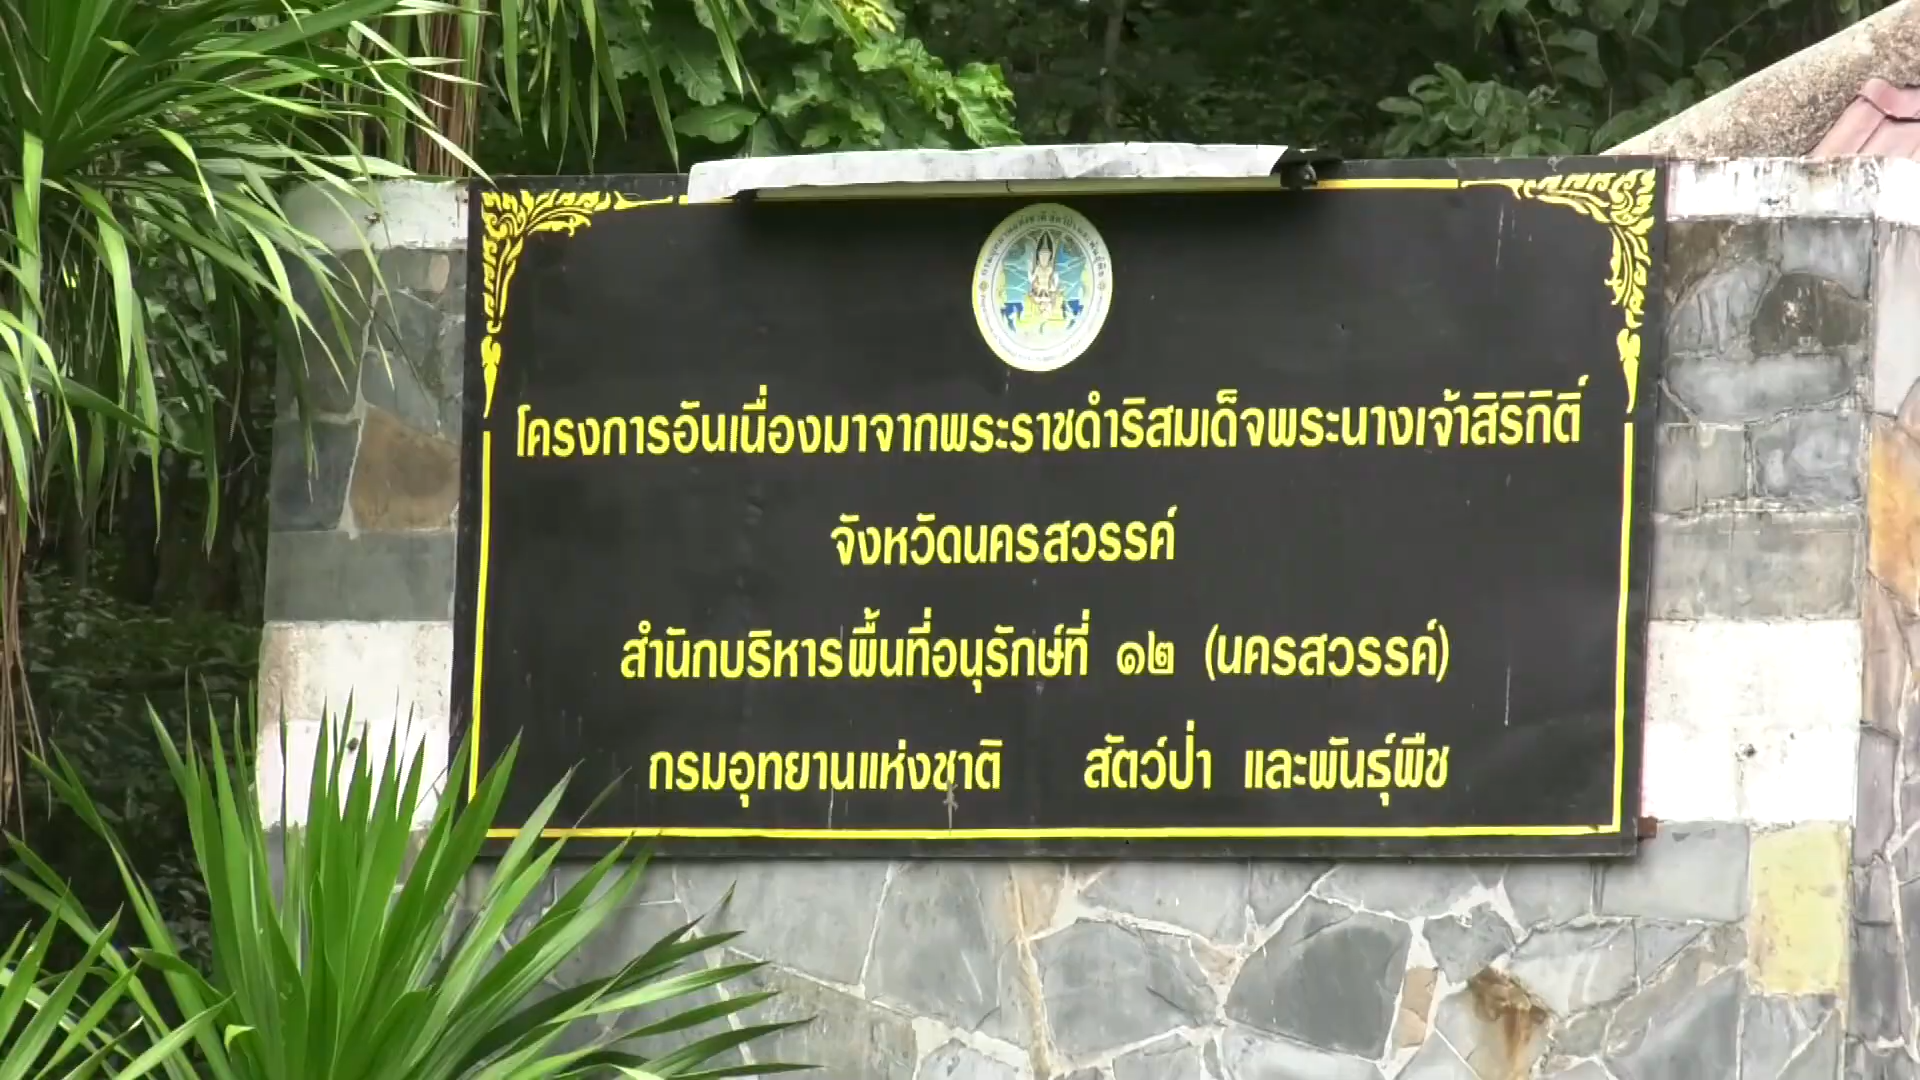 โครงการอันเนื่องมาจากพระราชดำริสมเด็จพระนางเจ้าสิริกิติ์
จังหวัดนครสวรรค์
สำนักบริหารพื้นที่อนุรักษ์ที่ ๑๒ (นครสวรรค์)
กรมอุทยานแห่งชาติ สัตว์ป่า และพันธุ์พืช